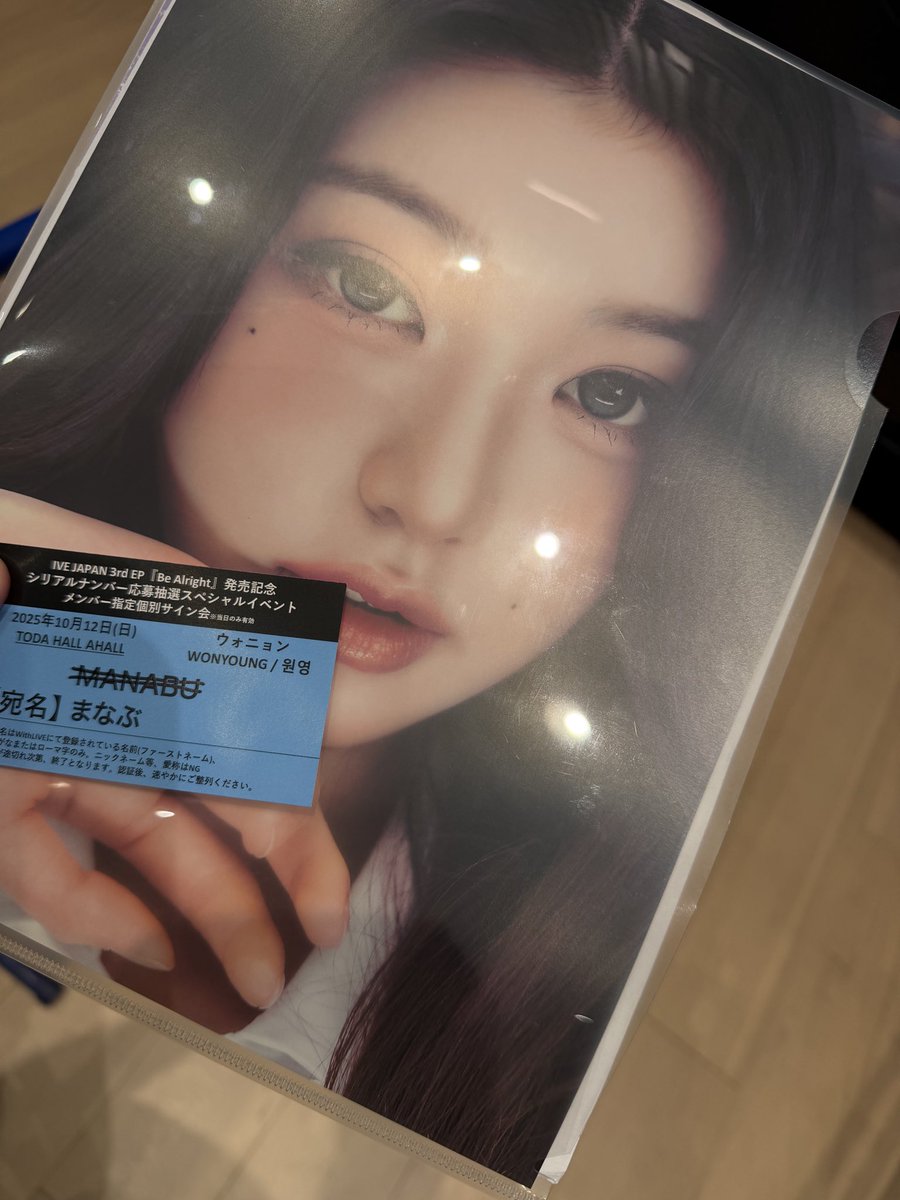 IVE JAPAN 3rd EP『Be Alright』発売記念
シリアルナンバー応募抽選スペシャルイベント
メンバー指定個別サイン会※当日のみ有効
2025年10月12日(日)
TODA HALL AHALL
ウォニョン
WONYOUNG / 원영
MANABU
宛名】まなぶ
名はWithLIVEにて登録されている名前(ファーストネーム)、
がなまたはローマ字のみ。ニックネーム等、愛称はNG
が途切れ次第、終了となります。認証後、速やかにご整列ください。